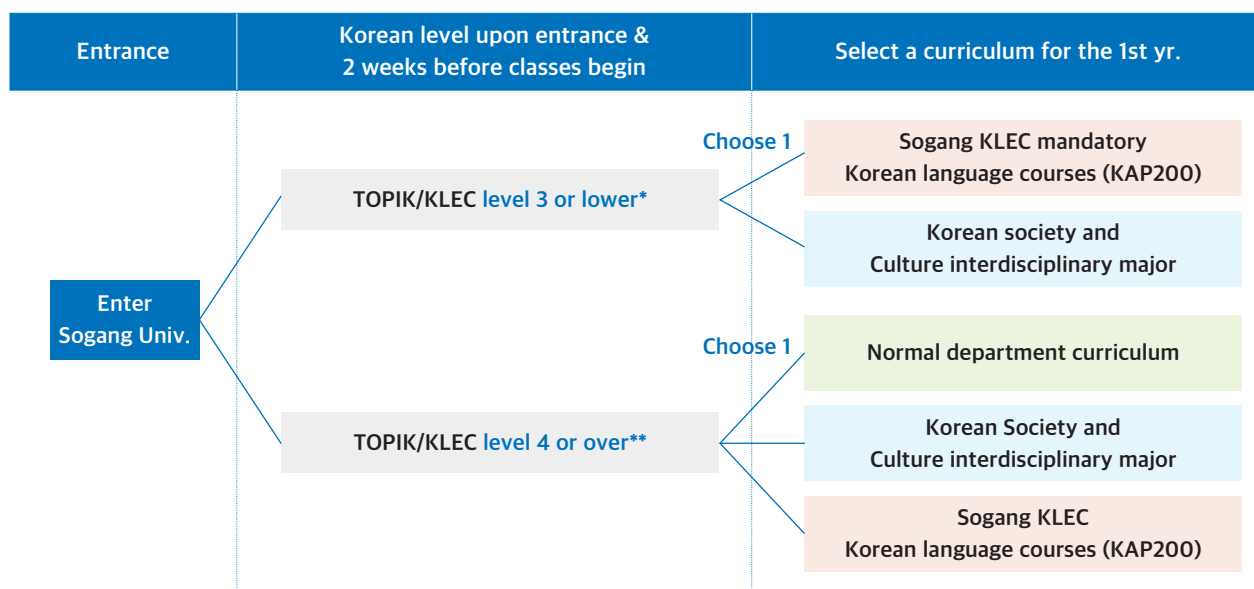 Entrance
Korean level upon entrance &
2 weeks before classes begin
Select a curriculum for the 1st yr.
Enter
Sogang Univ.
TOPIK/KLEC level 3 or lower*
Choose 1
Sogang KLEC mandatory
Korean language courses (KAP200)
Korean society and
Culture interdisciplinary major
TOPIK/KLEC level 4 or over**
Choose 1
Normal department curriculum
Korean Society and
Culture interdisciplinary major
Sogang KLEC
Korean language courses (KAP200)